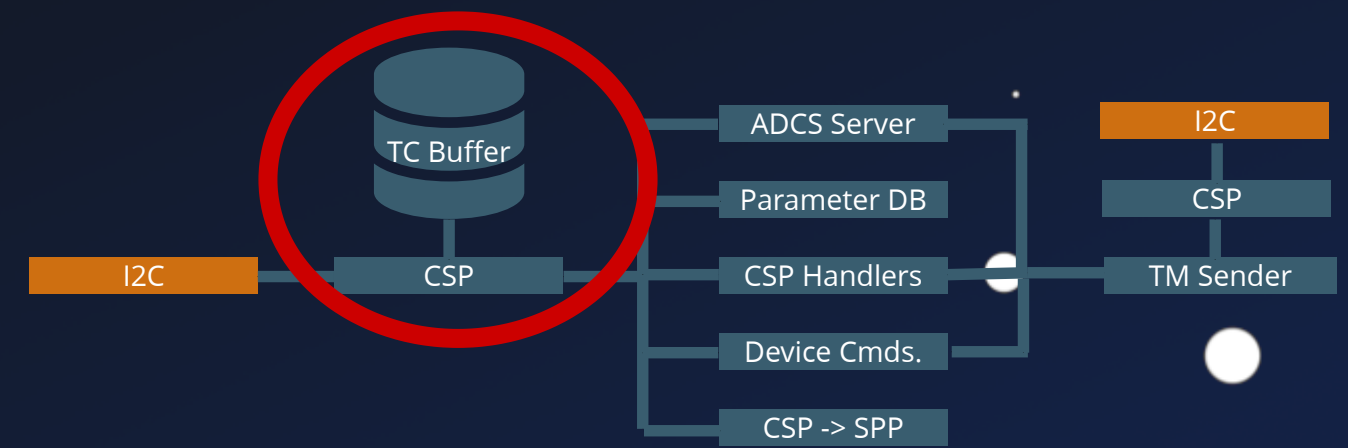 TC Buffer
I2C
CSP
ADCS Server
Parameter DB
CSP Handlers
Device Cmds.
CSP -> SPP
I2C
CSP
TM Sender